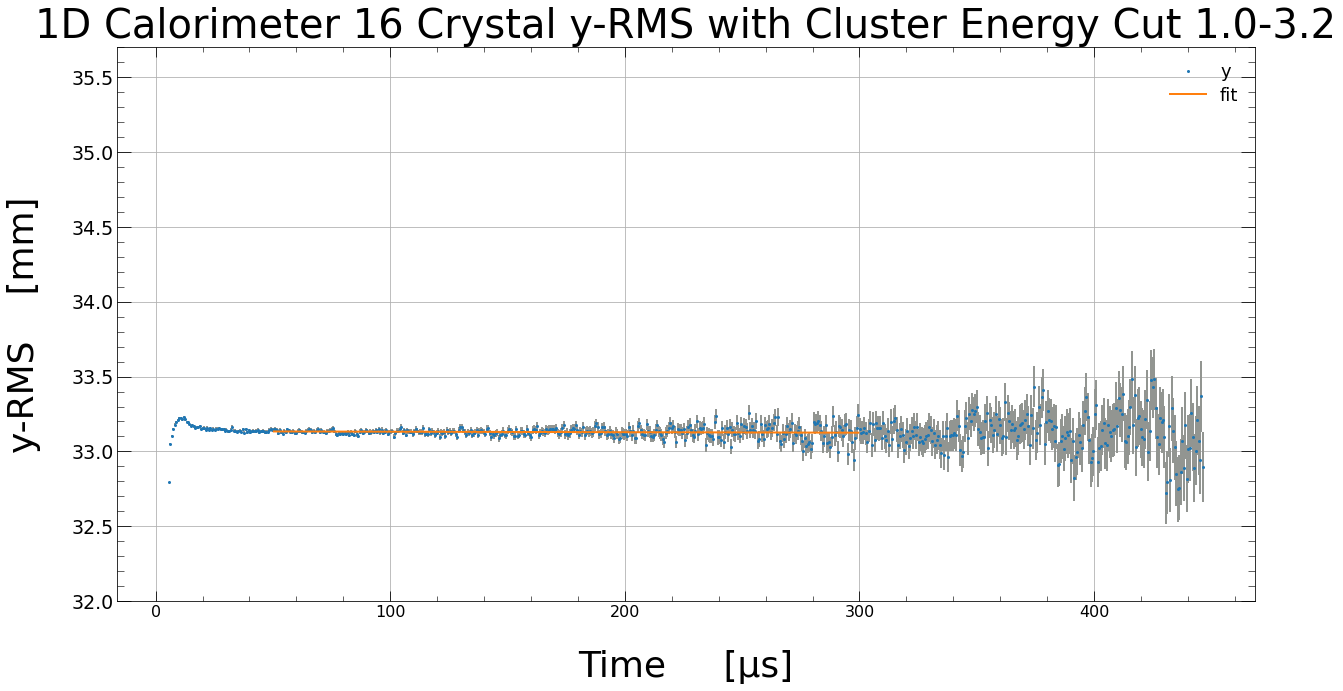 1D Calorimeter 16 Crystal y-RMS with Cluster Energy Cut 1.0-3.2
y
fit
35.5
35.0
34.5
34.0
33.5
33.0
32.5
32.0
y-RMS [mm]
0 100 200 300 400
Time [µs]